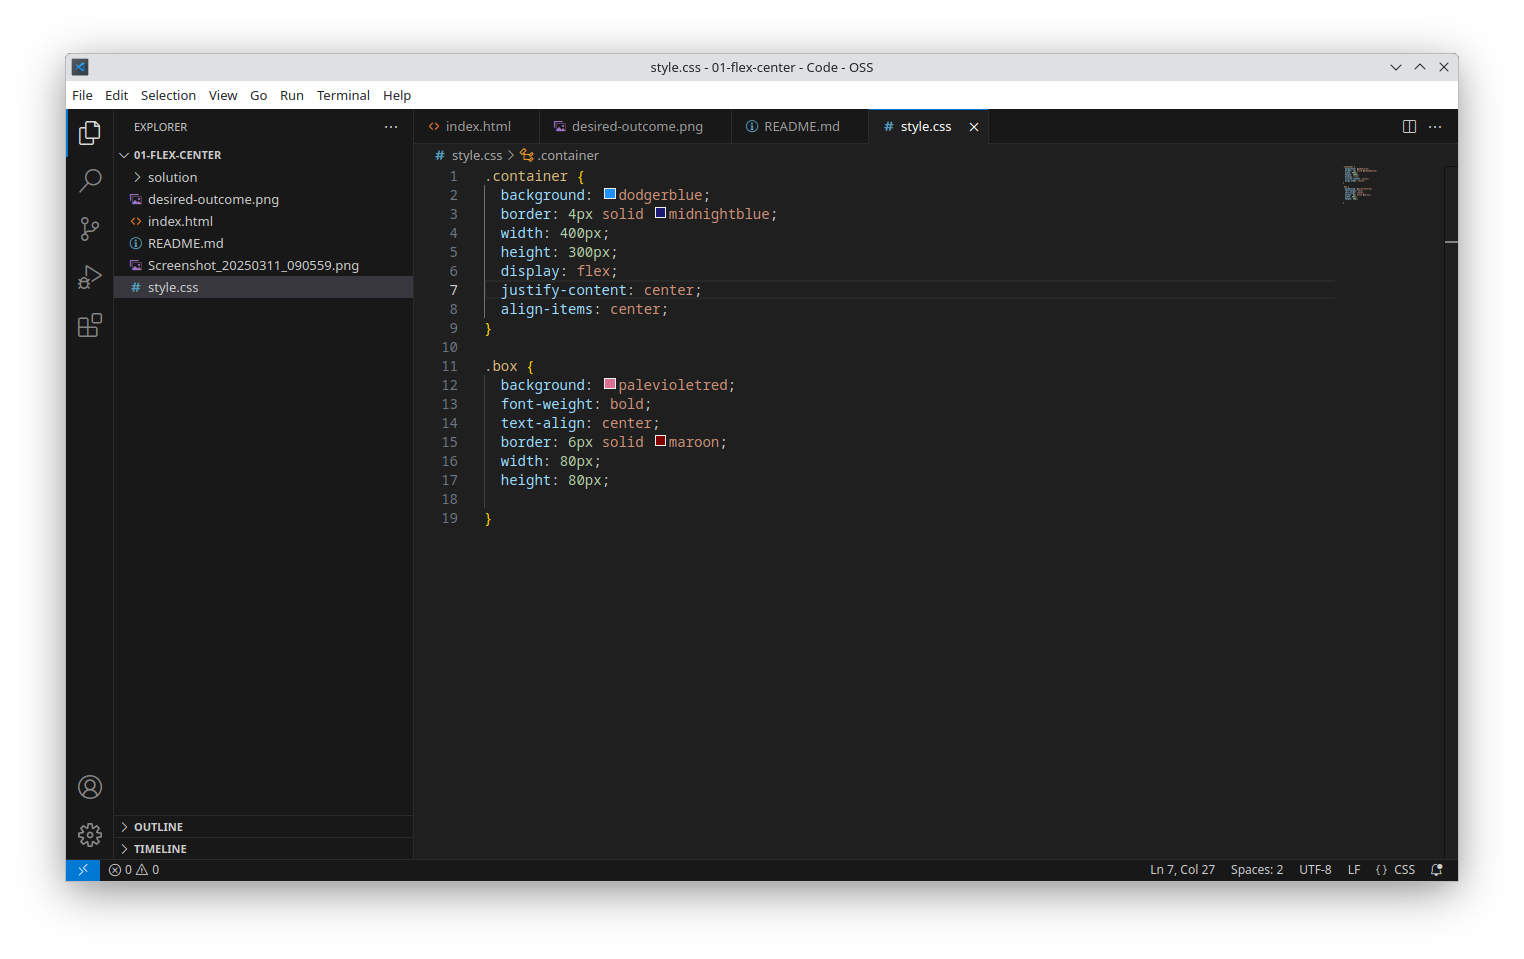 style.css - 01-flex-center - Code - OSS
File Edit Selection View Go Run Terminal Help
EXPLORER
01-FLEX-CENTER
solution
desired-outcome.png
index.html
README.md
Screenshot_20250311_090559.png
style.css
OUTLINE
TIMELINE
index.html desired-outcome.png README.md style.css
style.css > .container
1 .container {
2   background: dodgerblue;
3   border: 4px solid midnightblue;
4   width: 400px;
5   height: 300px;
6   display: flex;
7   justify-content: center;
8   align-items: center;
9 }
10
11 .box {
12   background: palevioletred;
13   font-weight: bold;
14   text-align: center;
15   border: 6px solid maroon;
16   width: 80px;
17   height: 80px;
18
19 }
0 0 Ln 7, Col 27 Spaces: 2 UTF-8 LF {} CSS